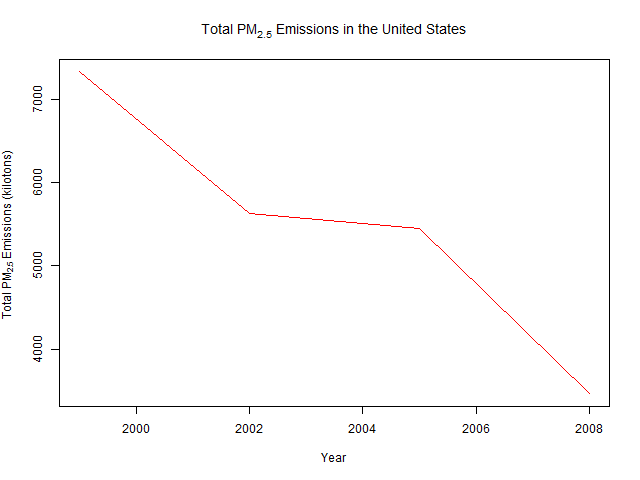 Total PM2.5 Emissions in the United States
Total PM2.5 Emissions (kilotons)
7000
6000
5000
4000
2000 2002 2004 2006 2008
Year